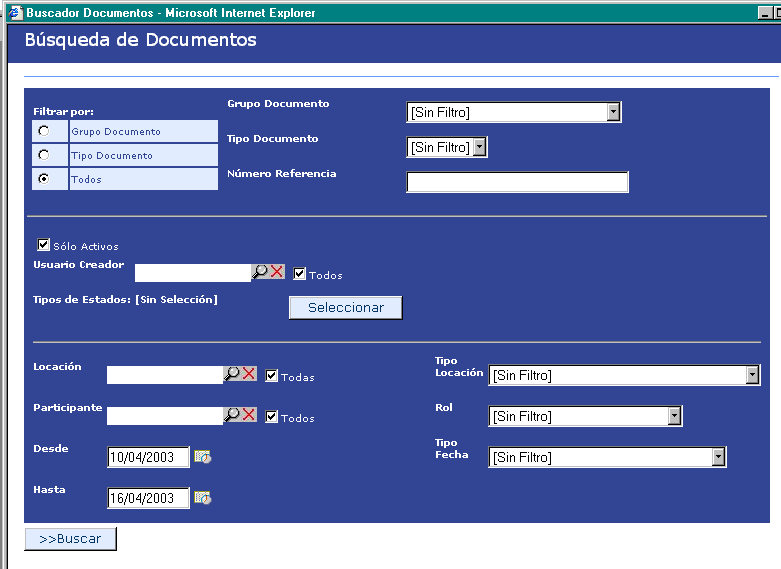 Buscador Documentos - Microsoft Internet Explorer
Búsqueda de Documentos
Filtrar por:
Grupo Documento
Tipo Documento
Todos
Grupo Documento [Sin Filtro]
Tipo Documento [Sin Filtro]
Número Referencia
Sólo Activos
Usuario Creador Todos
Tipos de Estados: [Sin Selección] Seleccionar
Locación Todas Tipo Locación [Sin Filtro]
Participante Todos Rol [Sin Filtro]
Desde 10/04/2003 Tipo Fecha [Sin Filtro]
Hasta 16/04/2003
>>Buscar